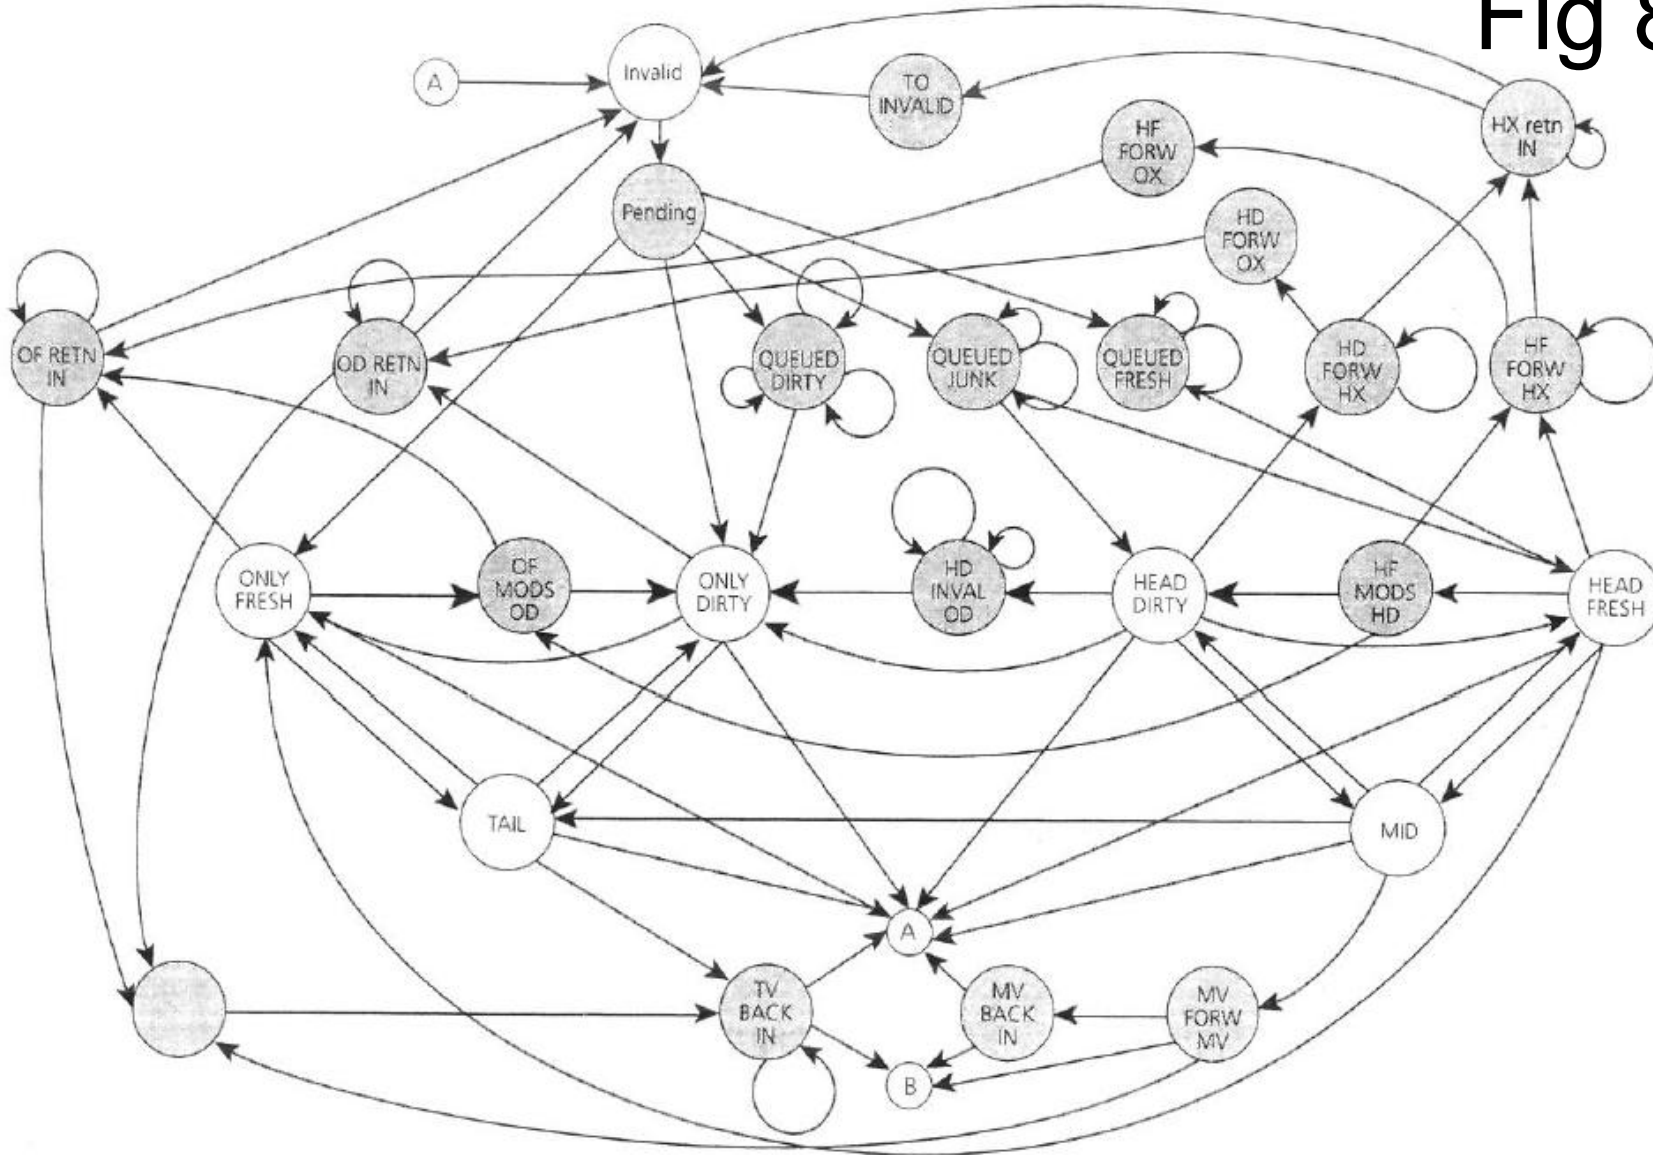 Fig 8
A
Invalid
TO
INVALID
HF
FORW
OX
HX retn
IN
Pending
HD
FORW
OX
OF RETN
IN
OD RETN
IN
QUEUED
DIRTY
QUEUED
JUNK
QUEUED
FRESH
HD
FORW
HX
HF
FORW
HX
ONLY
FRESH
OF
MODS
OD
ONLY
DIRTY
HD
INVAL
OD
HEAD
DIRTY
HF
MODS
HD
HEAD
FRESH
TAIL
MID
A
TV
BACK
IN
MV
BACK
IN
MV
FORW
MV
B